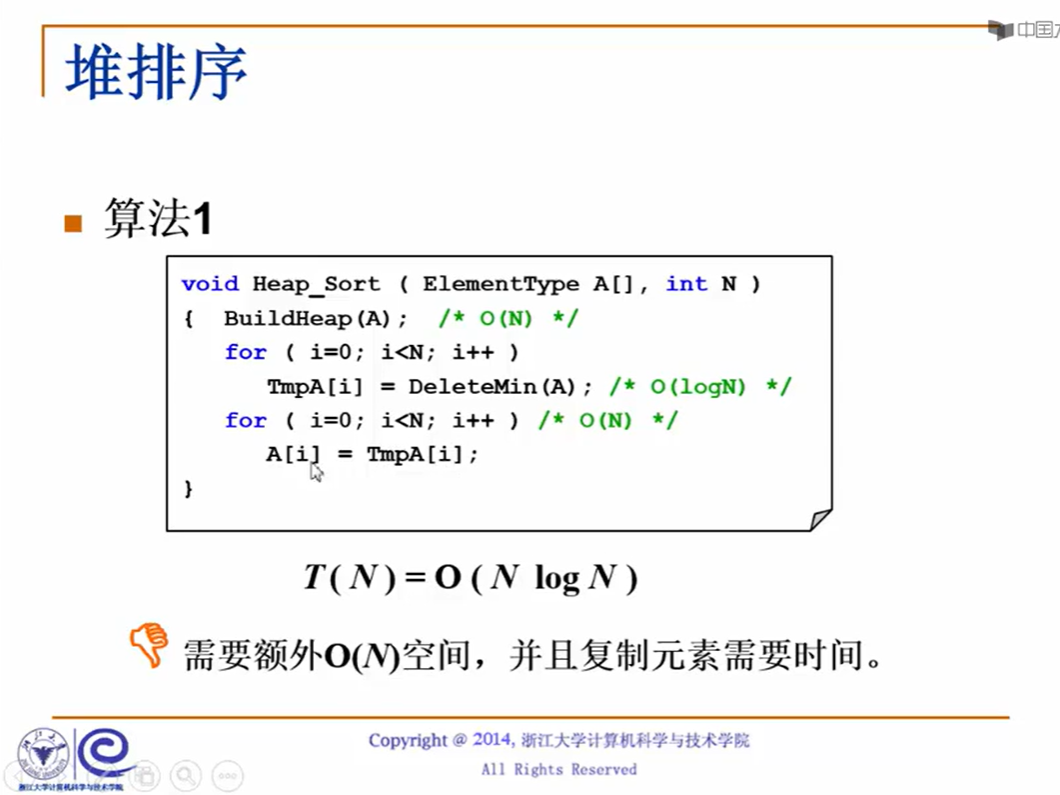 中国
堆排序
■ 算法1
void Heap_Sort ( ElementType A[], int N )
{ BuildHeap(A); /* O(N) */
for ( i=0; i<N; i++ )
TmpA[i] = DeleteMin(A); /* O(logN) */
for ( i=0; i<N; i++ ) /* O(N) */
A[i] = TmpA[i];
}
T ( N ) = O ( N log N )
需要额外O(N)空间，并且复制元素需要时间。
Copyright @ 2014, 浙江大学计算机科学与技术学院
All Rights Reserved
浙江大学计算机科学与技术学院